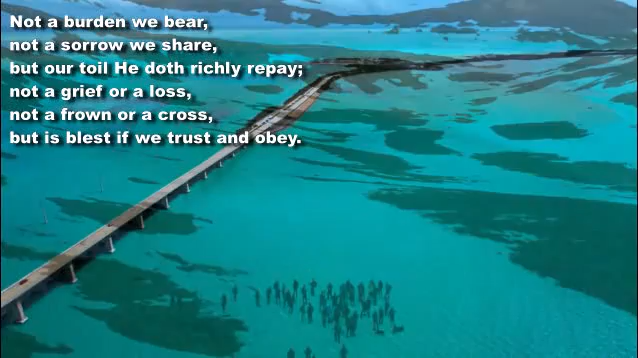 Not a burden we bear,
not a sorrow we share,
but our toil He doth richly repay;
not a grief or a loss,
not a frown or a cross,
but is blest if we trust and obey.